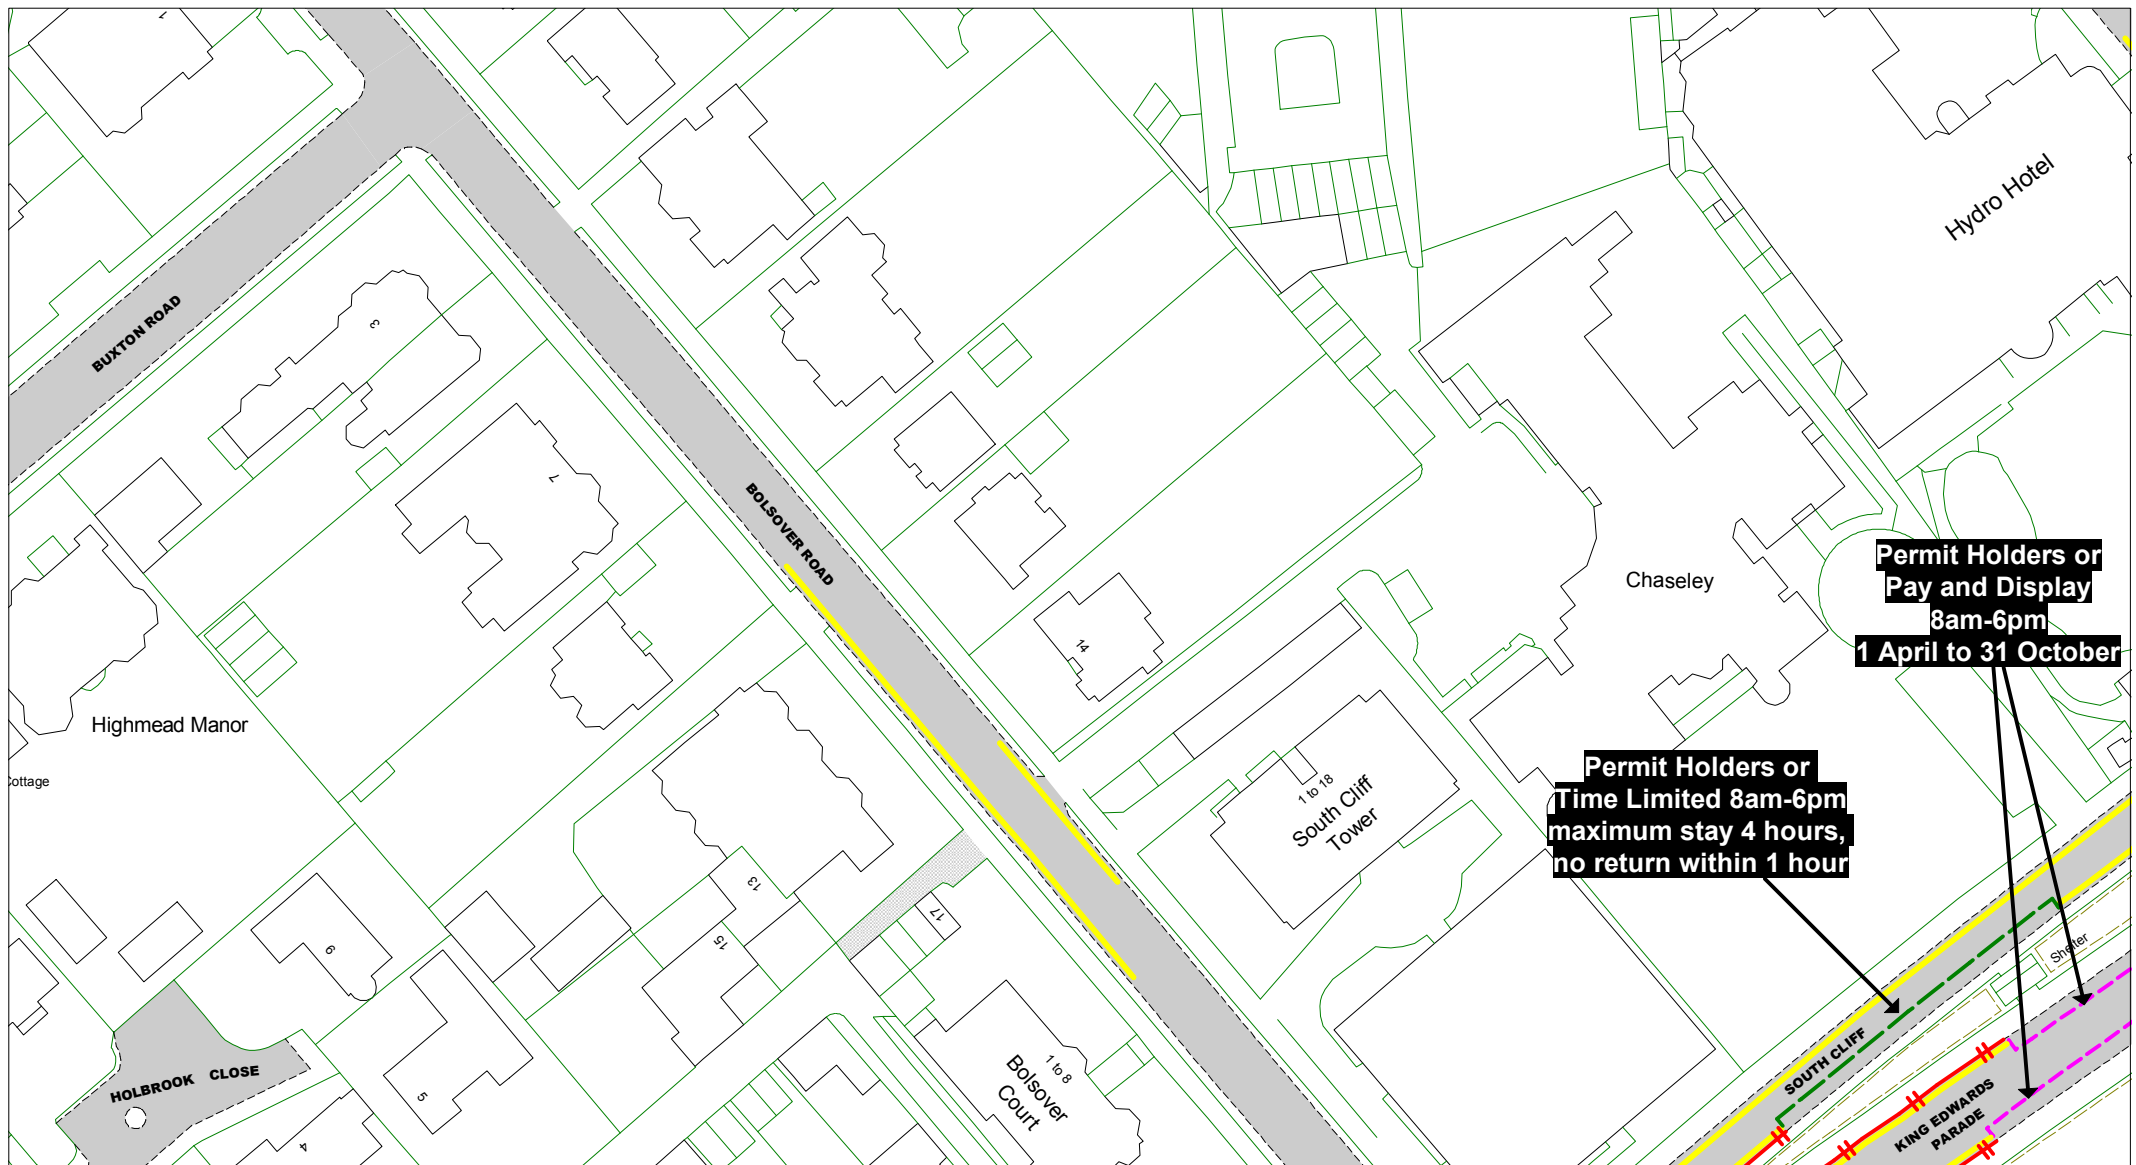 1
Hydro Hotel
BUXTON ROAD
3
7
BOLSOVER ROAD
14
Chaseley
Permit Holders or
Pay and Display
8am-6pm
1 April to 31 October
Highmead Manor
Cottage
Permit Holders or
Time Limited 8am-6pm
maximum stay 4 hours,
no return within 1 hour
1 to 18
South Cliff
Tower
13
15
17
9
5
4
HOLBROOK CLOSE
1 to 8
Bolsover
Court
Shelter
SOUTH CLIFF
KING EDWARDS
PARADE